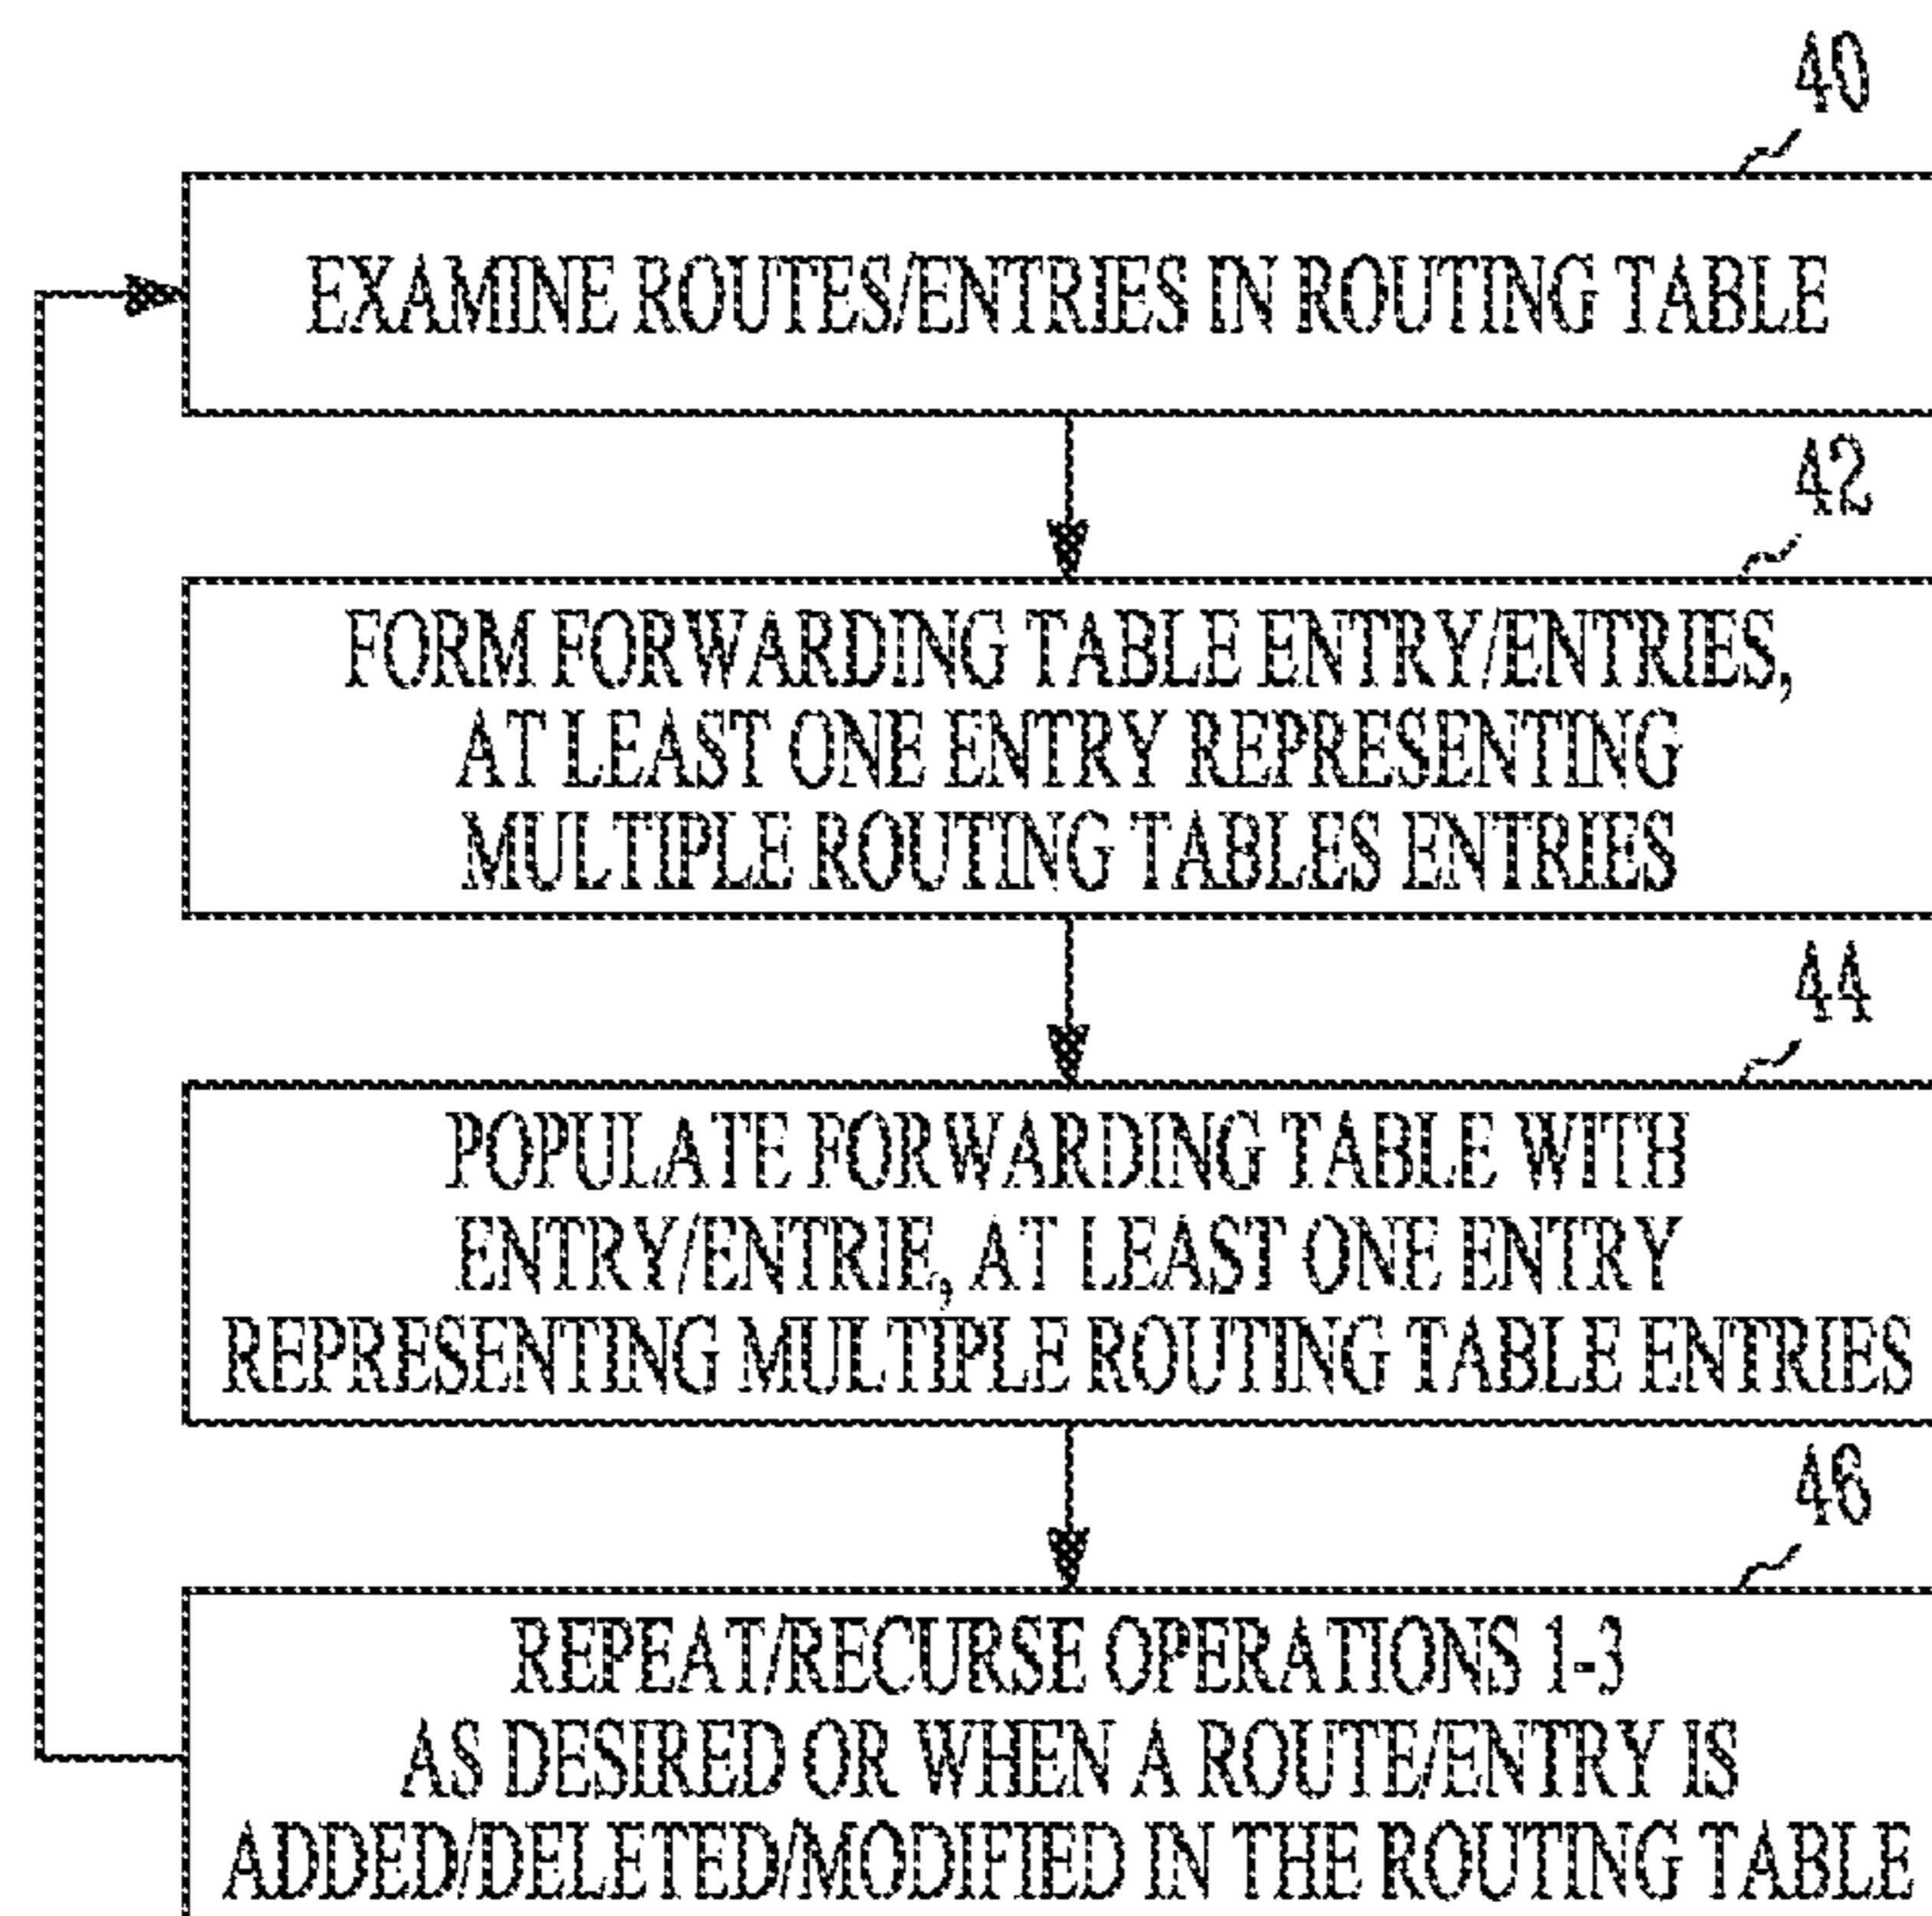 40
EXAMINE ROUTES/ENTRIES IN ROUTING TABLE
42
FORM FORWARDING TABLE ENTRY/ENTRIES,
AT LEAST ONE ENTRY REPRESENTING
MULTIPLE ROUTING TABLES ENTRIES
44
POPULATE FORWARDING TABLE WITH
ENTRY/ENTRIE, AT LEAST ONE ENTRY
REPRESENTING MULTIPLE ROUTING TABLE ENTRIES
46
REPEAT/RECURSE OPERATIONS 1-3
AS DESIRED OR WHEN A ROUTE/ENTRY IS
ADDED/DELETED/MODIFIED IN THE ROUTING TABLE